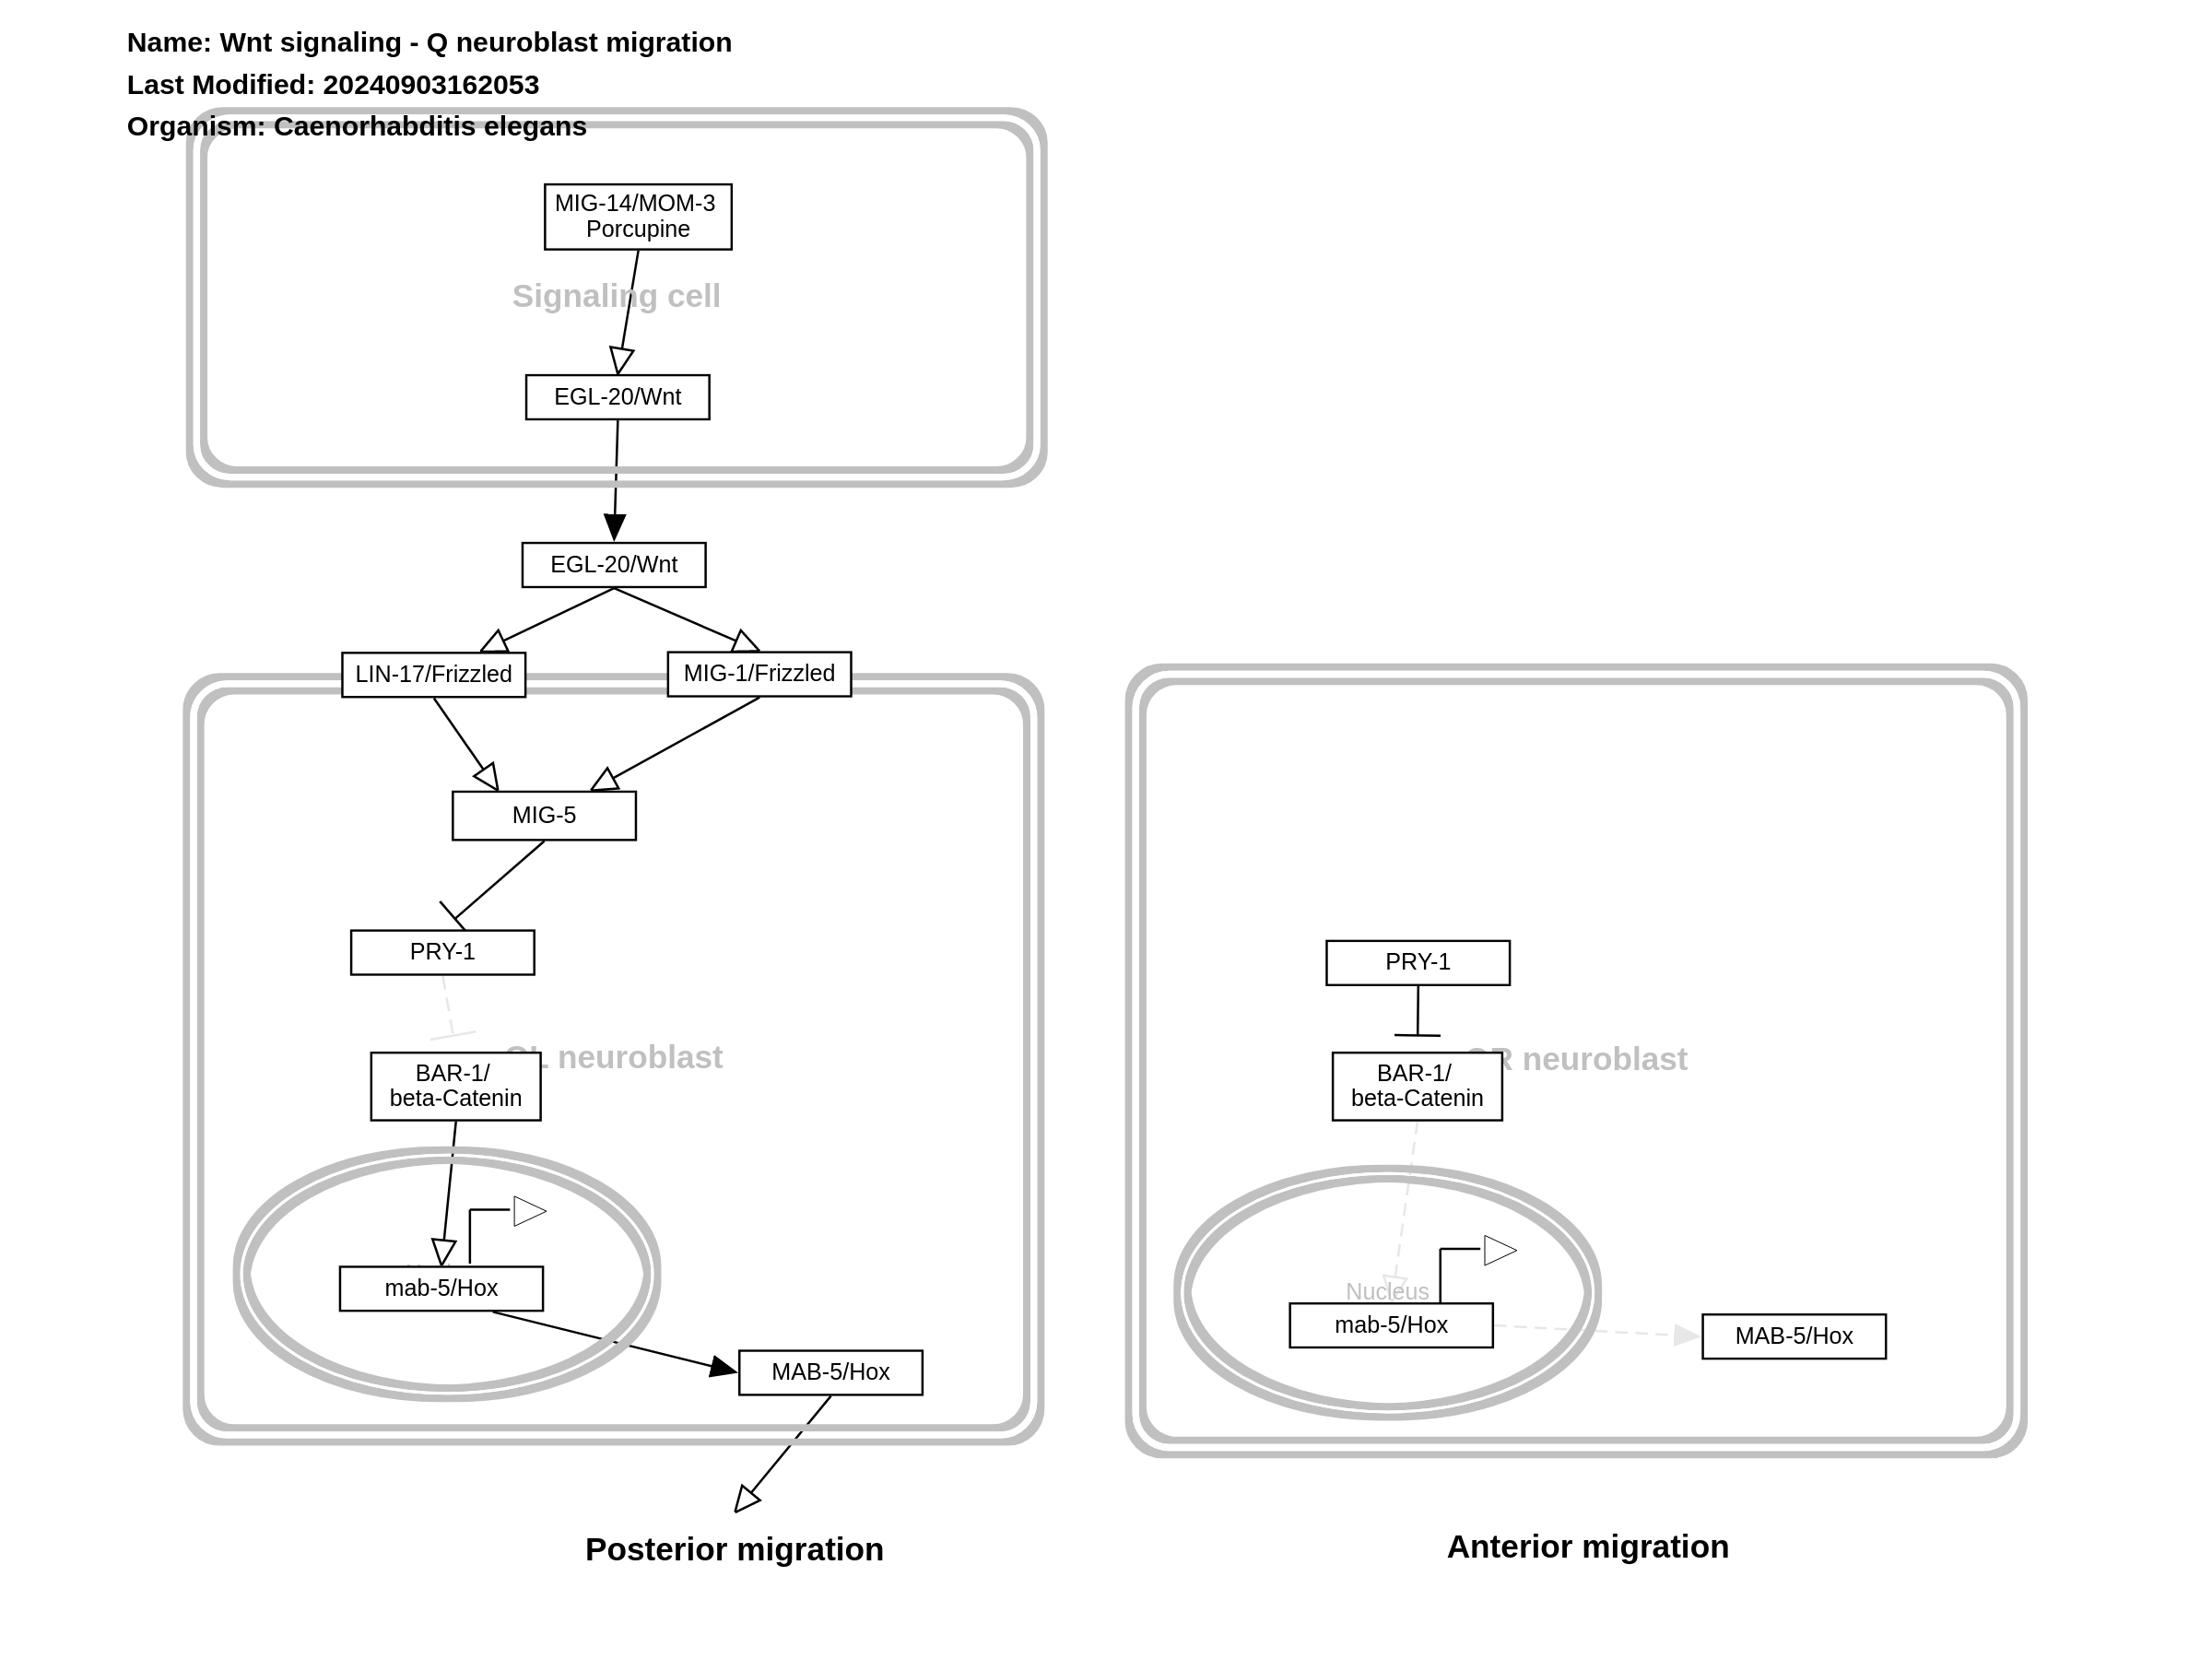 Name: Wnt signaling - Q neuroblast migration
Last Modified: 20240903162053
Organism: Caenorhabditis elegans
MIG-14/MOM-3
Porcupine
Signaling cell
EGL-20/Wnt
EGL-20/Wnt
LIN-17/Frizzled
MIG-1/Frizzled
MIG-5
PRY-1
PRY-1
QL neuroblast
BAR-1/
beta-Catenin
QR neuroblast
BAR-1/
beta-Catenin
mab-5/Hox
Nucleus
mab-5/Hox
MAB-5/Hox
MAB-5/Hox
Posterior migration
Anterior migration